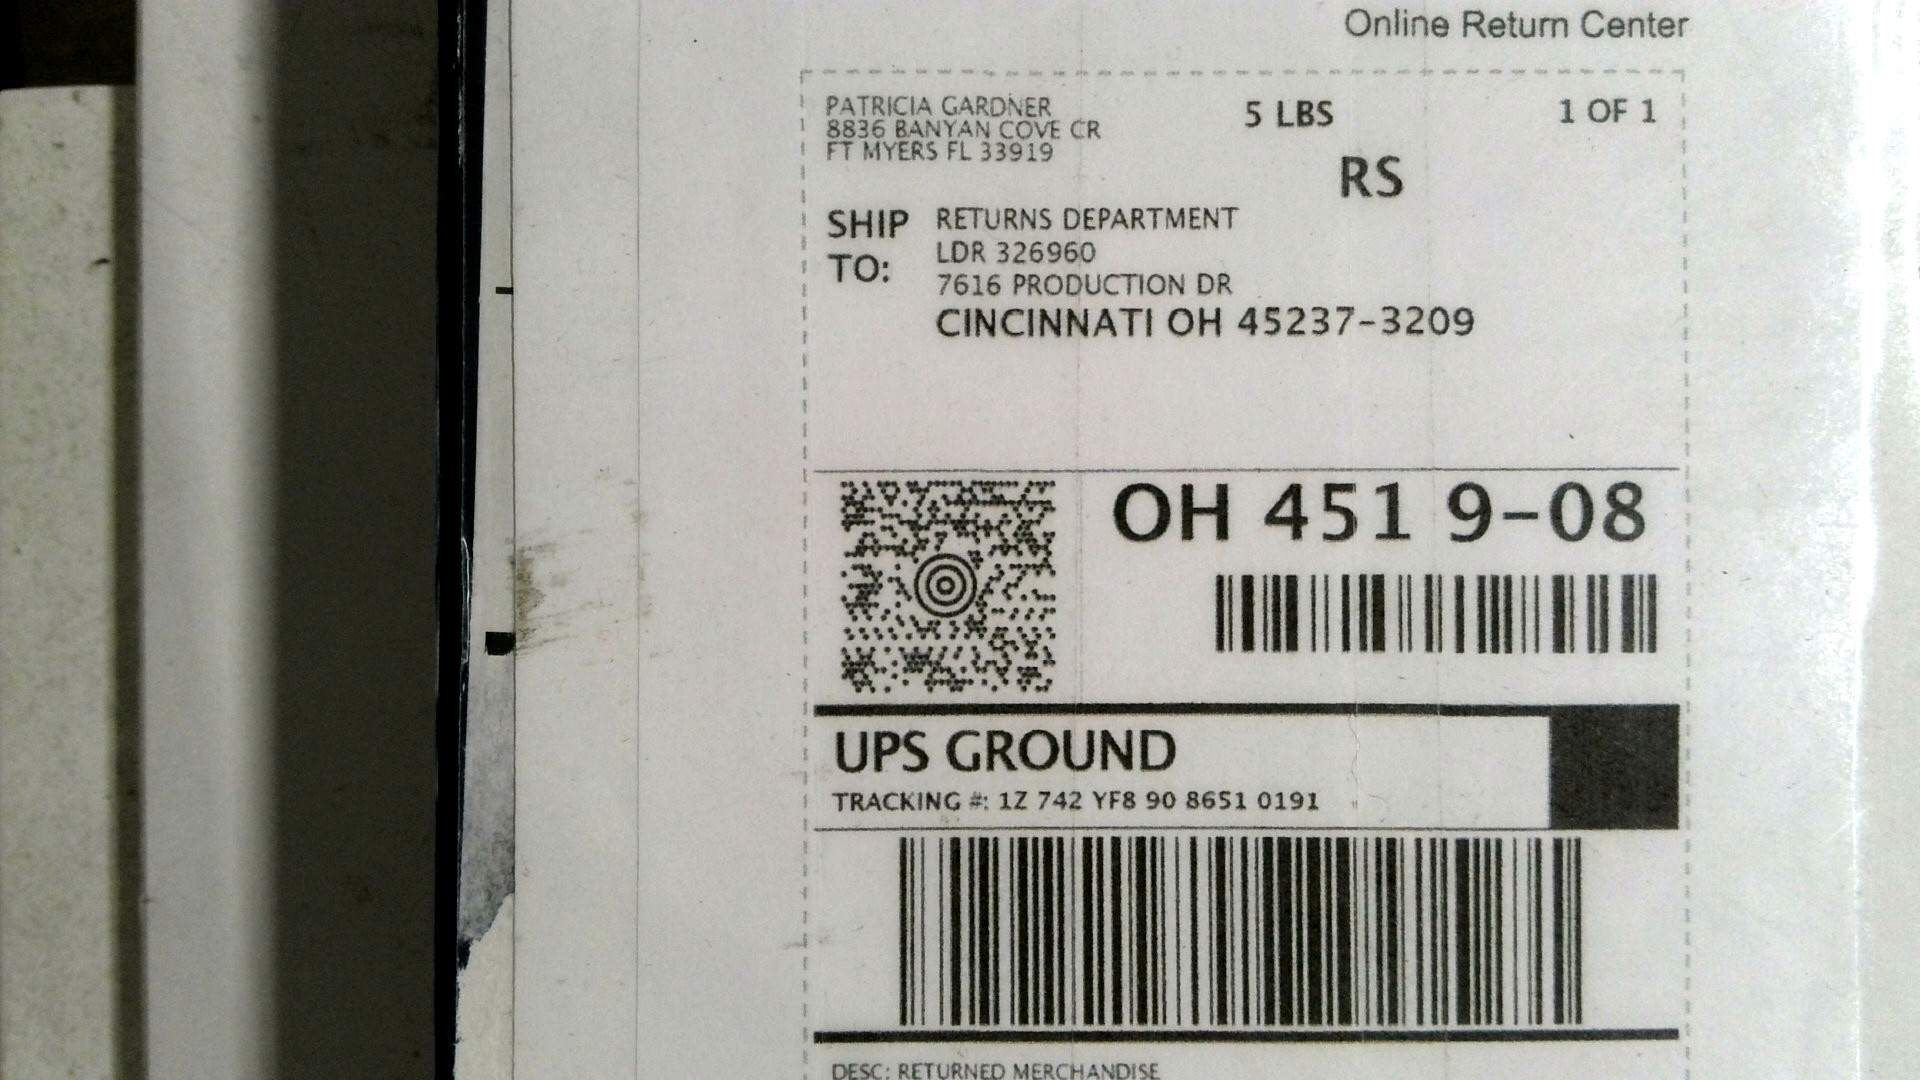 Online Return Center
PATRICIA GARDNER
8836 BANYAN COVE CR
FT MYERS FL 33919
5 LBS
1 OF 1
RS
SHIP TO:
RETURNS DEPARTMENT
LDR 326960
7616 PRODUCTION DR
CINCINNATI OH 45237-3209
OH 451 9-08
UPS GROUND
TRACKING #: 1Z 742 YF8 90 8651 0191
DESC: RETURNED MERCHANDISE